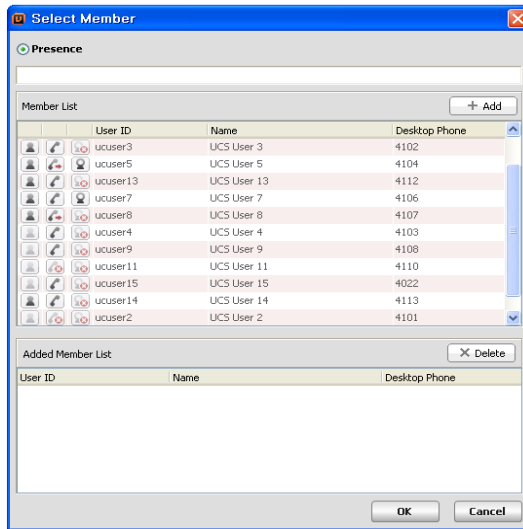 Select Member
Presence
Member List + Add
User ID Name Desktop Phone
ucuser3 UCS User 3 4102
ucuser5 UCS User 5 4104
ucuser13 UCS User 13 4112
ucuser7 UCS User 7 4106
ucuser8 UCS User 8 4107
ucuser4 UCS User 4 4103
ucuser9 UCS User 9 4108
ucuser11 UCS User 11 4110
ucuser15 UCS User 15 4022
ucuser14 UCS User 14 4113
ucuser2 UCS User 2 4101
Added Member List Delete
User ID Name Desktop Phone
OK Cancel